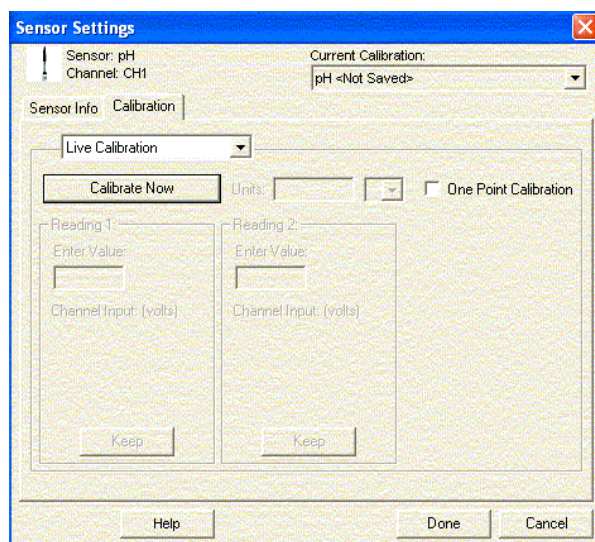 Sensor Settings
Sensor: pH
Channel: CH1
Current Calibration:
pH <Not Saved>
Sensor Info
Calibration
Live Calibration
Calibrate Now
Units:
One Point Calibration
Reading 1:
Enter Value:
Channel Input: (volts)
Keep
Reading 2:
Enter Value:
Channel Input: (volts)
Keep
Help
Done
Cancel